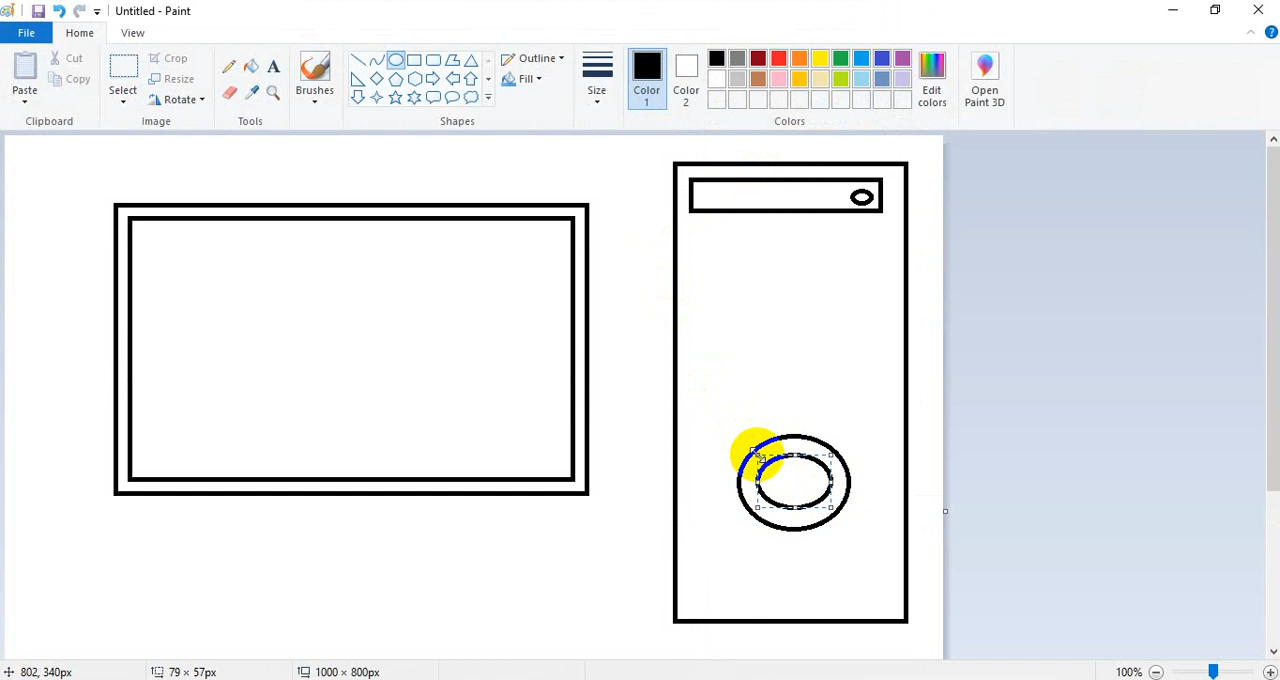 Untitled - Paint
File Home View
Paste
Cut
Copy
Clipboard
Select
Crop
Resize
Rotate
Image
A
Tools
Brushes
Outline
Fill
Shapes
Size
Color 1
Color 2
Edit colors
Colors
Open Paint 3D
802, 340px
79 × 57px
1000 × 800px
100%